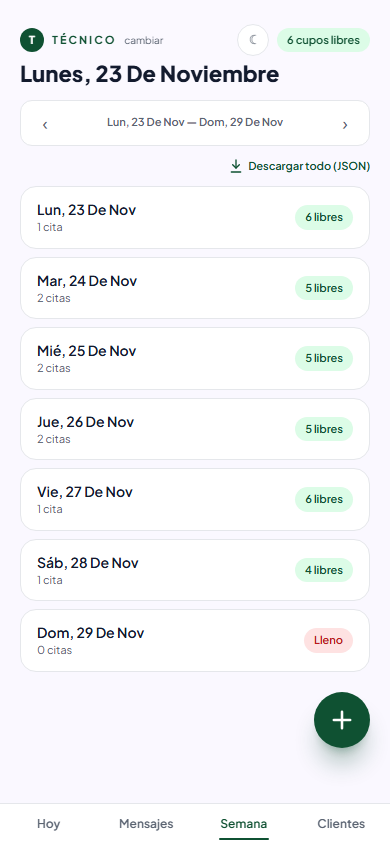 T TÉCNICO cambiar 6 cupos libres
Lunes, 23 De Noviembre
‹ Lun, 23 De Nov — Dom, 29 De Nov ›
Descargar todo (JSON)
Lun, 23 De Nov
1 cita
6 libres
Mar, 24 De Nov
2 citas
5 libres
Mié, 25 De Nov
2 citas
5 libres
Jue, 26 De Nov
2 citas
5 libres
Vie, 27 De Nov
1 cita
6 libres
Sáb, 28 De Nov
1 cita
4 libres
Dom, 29 De Nov
0 citas
Lleno
+
Hoy Mensajes Semana Clientes